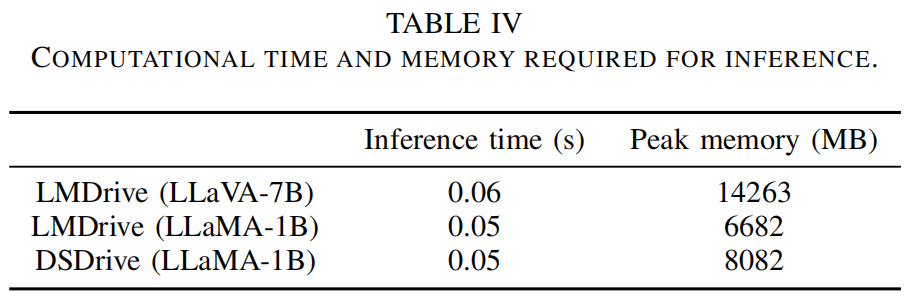 TABLE IV
COMPUTATIONAL TIME AND MEMORY REQUIRED FOR INFERENCE.
Inference time (s) Peak memory (MB)
LMDrive (LLaVA-7B) 0.06 14263
LMDrive (LLaMA-1B) 0.05 6682
DSDrive (LLaMA-1B) 0.05 8082